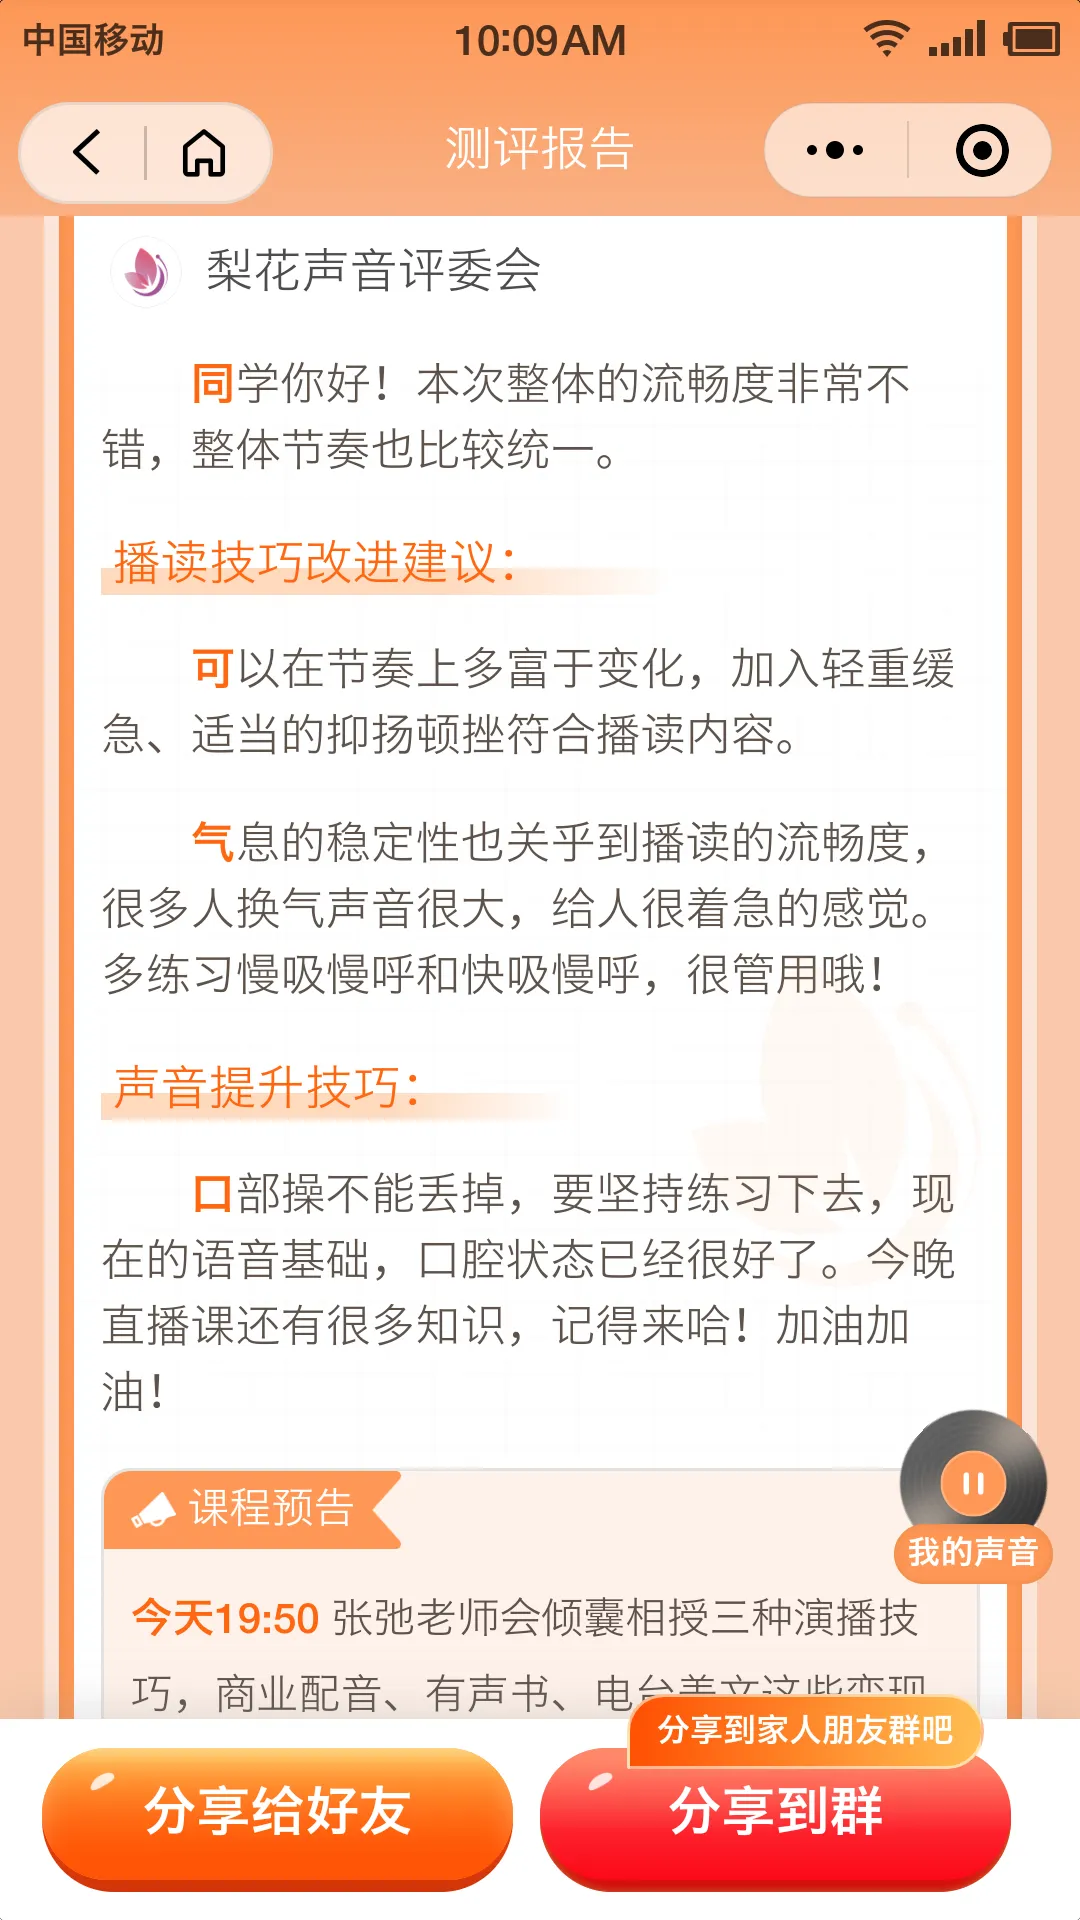 中国移动 10:09AM
测评报告
梨花声音评委会
同学你好！本次整体的流畅度非常不
错，整体节奏也比较统一。
播读技巧改进建议：
可以在节奏上多富于变化，加入轻重缓
急、适当的抑扬顿挫符合播读内容。
气息的稳定性也关乎到播读的流畅度，
很多人换气声音很大，给人很着急的感觉。
多练习慢吸慢呼和快吸慢呼，很管用哦！
声音提升技巧：
口部操不能丢掉，要坚持练习下去，现
在的语音基础，口腔状态已经很好了。今晚
直播课还有很多知识，记得来哈！加油加
油！
课程预告
我的声音
今天19:50 张弛老师会倾囊相授三种演播技
巧，商业配音、有声书、电台美文这些变现
分享到家人朋友群吧
分享给好友
分享到群